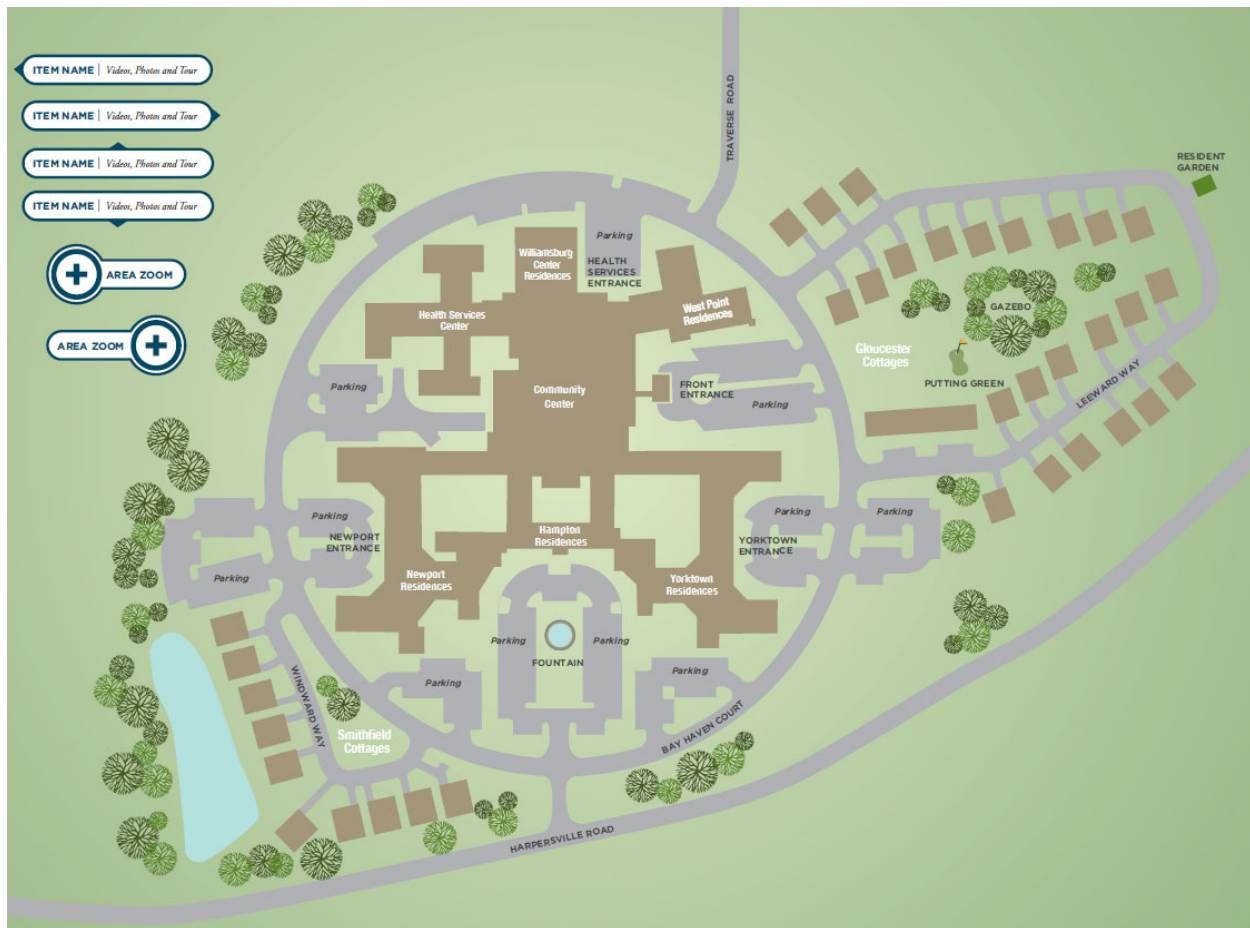 ITEM NAME | Videos, Photos and Tour
ITEM NAME | Videos, Photos and Tour
ITEM NAME | Videos, Photos and Tour
ITEM NAME | Videos, Photos and Tour
AREA ZOOM
AREA ZOOM
TRAVERSE ROAD
RESIDENT
GARDEN
Parking
Williamsburg
Center
Residences
HEALTH
SERVICES
ENTRANCE
West Point
Residences
Health Services
Center
GAZEBO
Gloucester
Cottages
PUTTING GREEN
LEEWARD WAY
Parking
Community
Center
FRONT
ENTRANCE
Parking
Parking
NEWPORT
ENTRANCE
Hampton
Residences
Parking
YORKTOWN
ENTRANCE
Parking
Parking
Newport
Residences
Yorktown
Residences
Parking
Parking
FOUNTAIN
Parking
Parking
WINDWARD WAY
Smithfield
Cottages
BAY HAVEN COURT
HARPERSVILLE ROAD